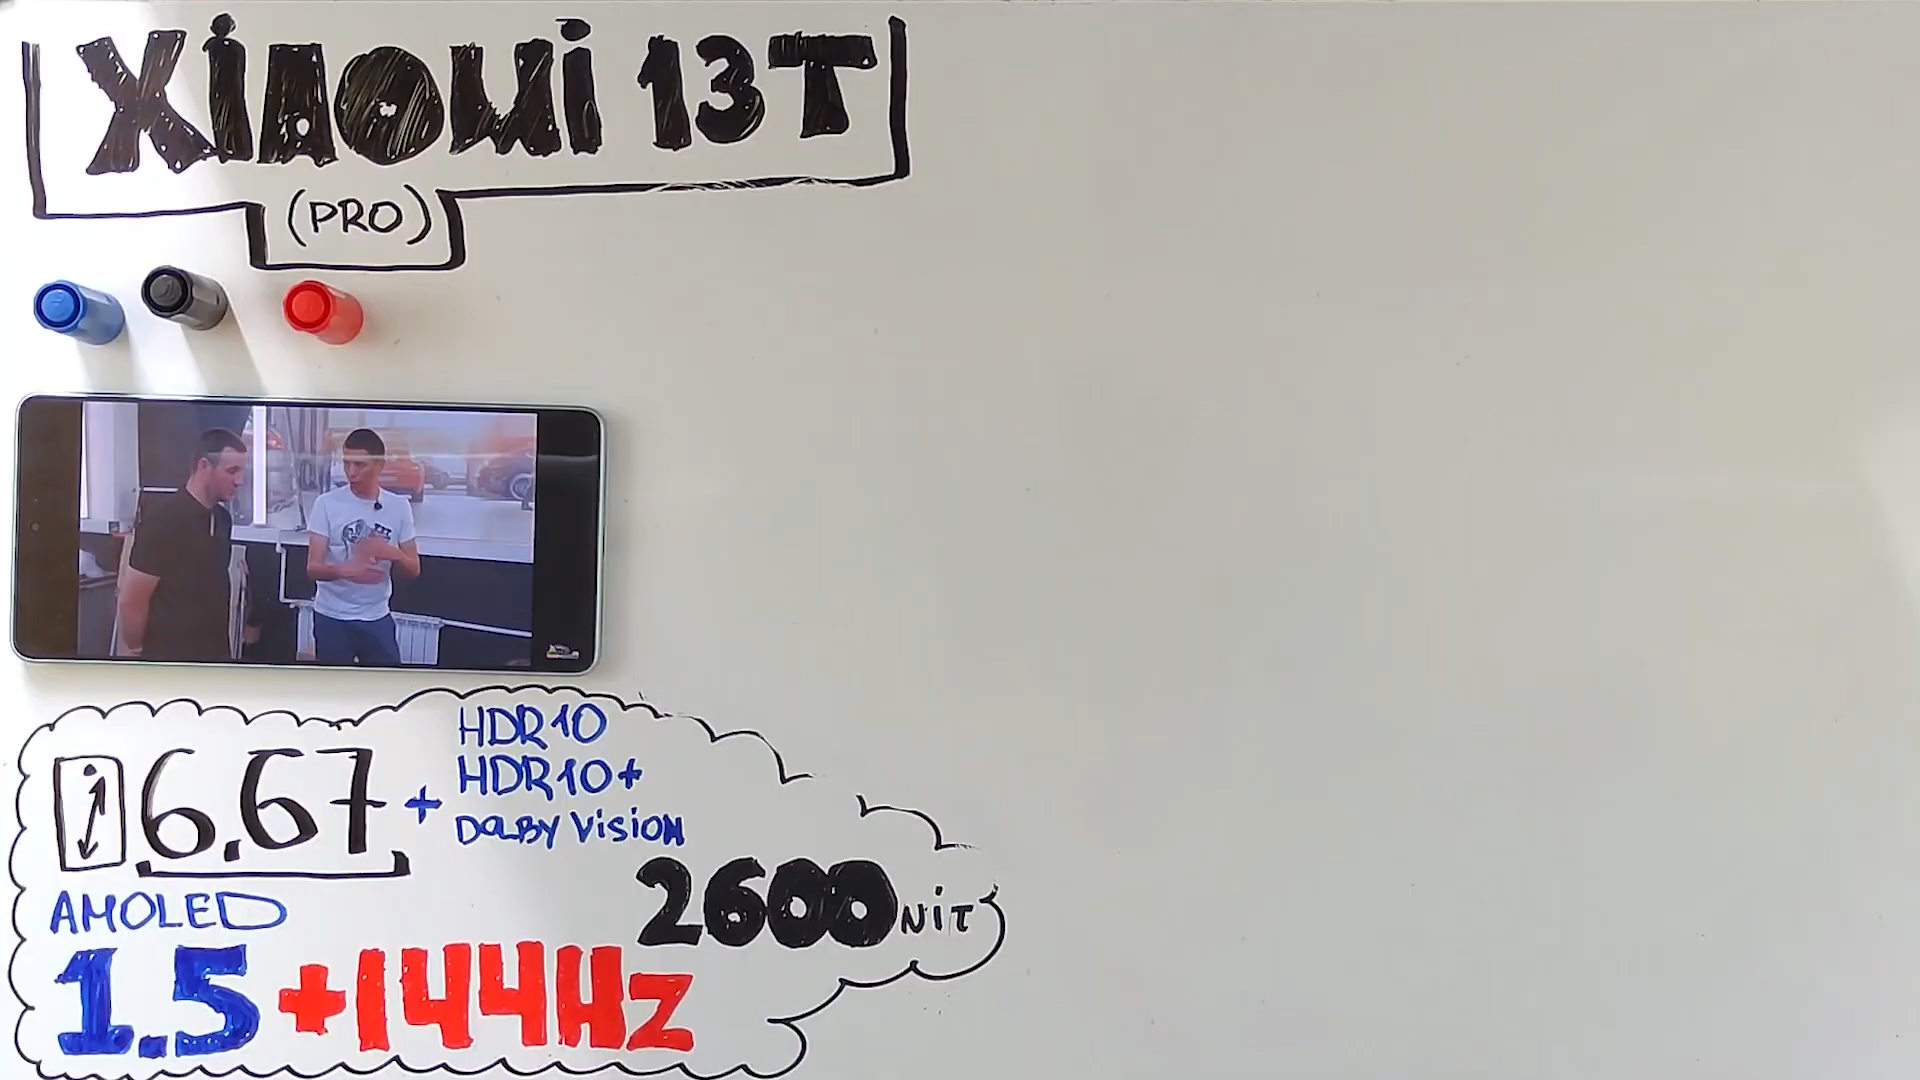 Xiaomi 13T
(PRO)
6.67 + HDR10
HDR10+
DOLBY VISION
AMOLED
2600 NIT
1.5+144HZ